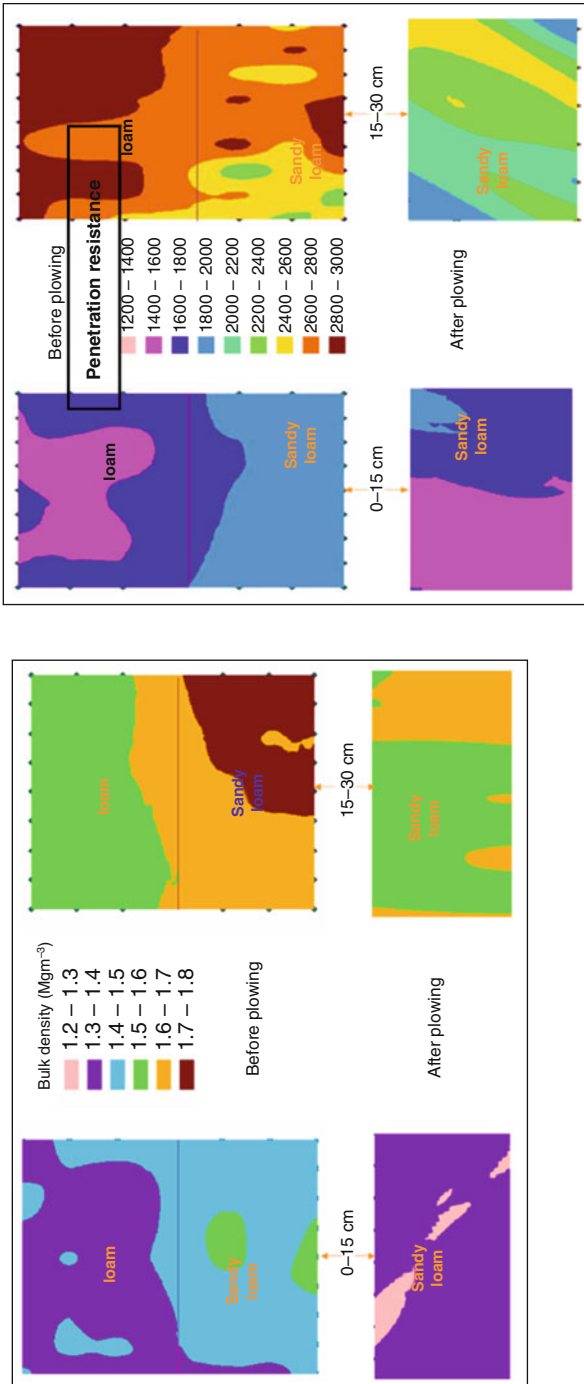 Before plowing
Penetration resistance
1200 – 1400
1400 – 1600
1600 – 1800
1800 – 2000
2000 – 2200
2200 – 2400
2400 – 2600
2600 – 2800
2800 – 3000
loam
loam
Sandy
loam
Sandy
loam
0–15 cm
15–30 cm
After plowing
Sandy
loam
Sandy
loam
Bulk density (Mgm⁻³)
1.2 – 1.3
1.3 – 1.4
1.4 – 1.5
1.5 – 1.6
1.6 – 1.7
1.7 – 1.8
loam
loam
Before plowing
Sandy
loam
Sandy
loam
0–15 cm
15–30 cm
After plowing
Sandy
loam
Sandy
loam